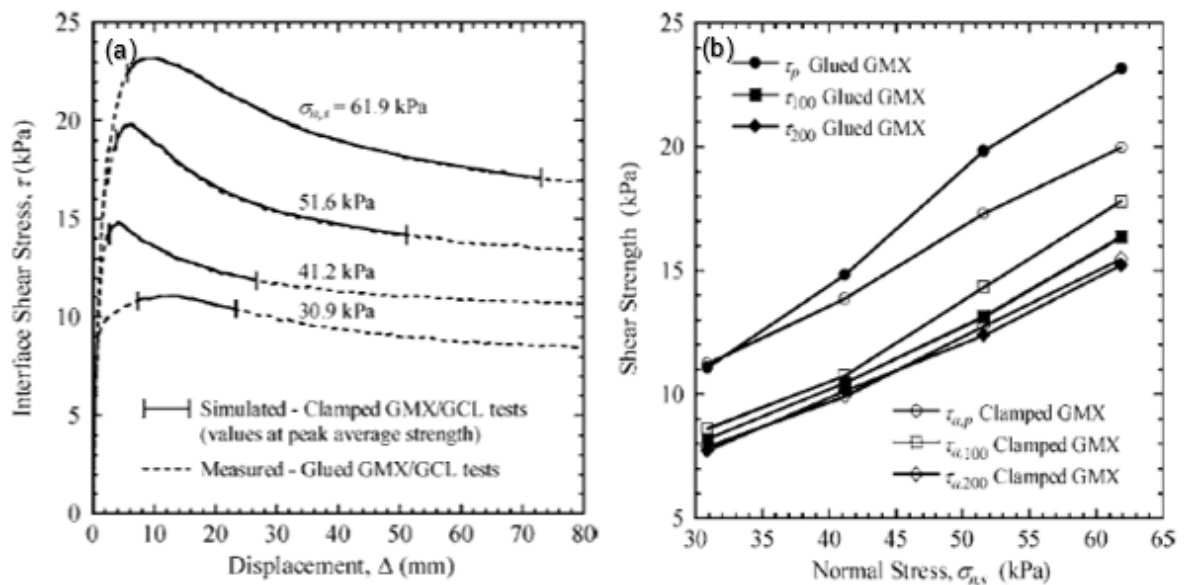 (a)
25
20
15
10
5
0
Interface Shear Stress, τ (kPa)
σn,s = 61.9 kPa
51.6 kPa
41.2 kPa
30.9 kPa
Simulated - Clamped GMX/GCL tests
(values at peak average strength)
Measured - Glued GMX/GCL tests
0 10 20 30 40 50 60 70 80
Displacement, Δ (mm)
(b)
25
20
15
10
5
Shear Strength (kPa)
τp Glued GMX
τ100 Glued GMX
τ200 Glued GMX
τa,p Clamped GMX
τa,100 Clamped GMX
τa,200 Clamped GMX
30 35 40 45 50 55 60 65
Normal Stress, σn,s (kPa)